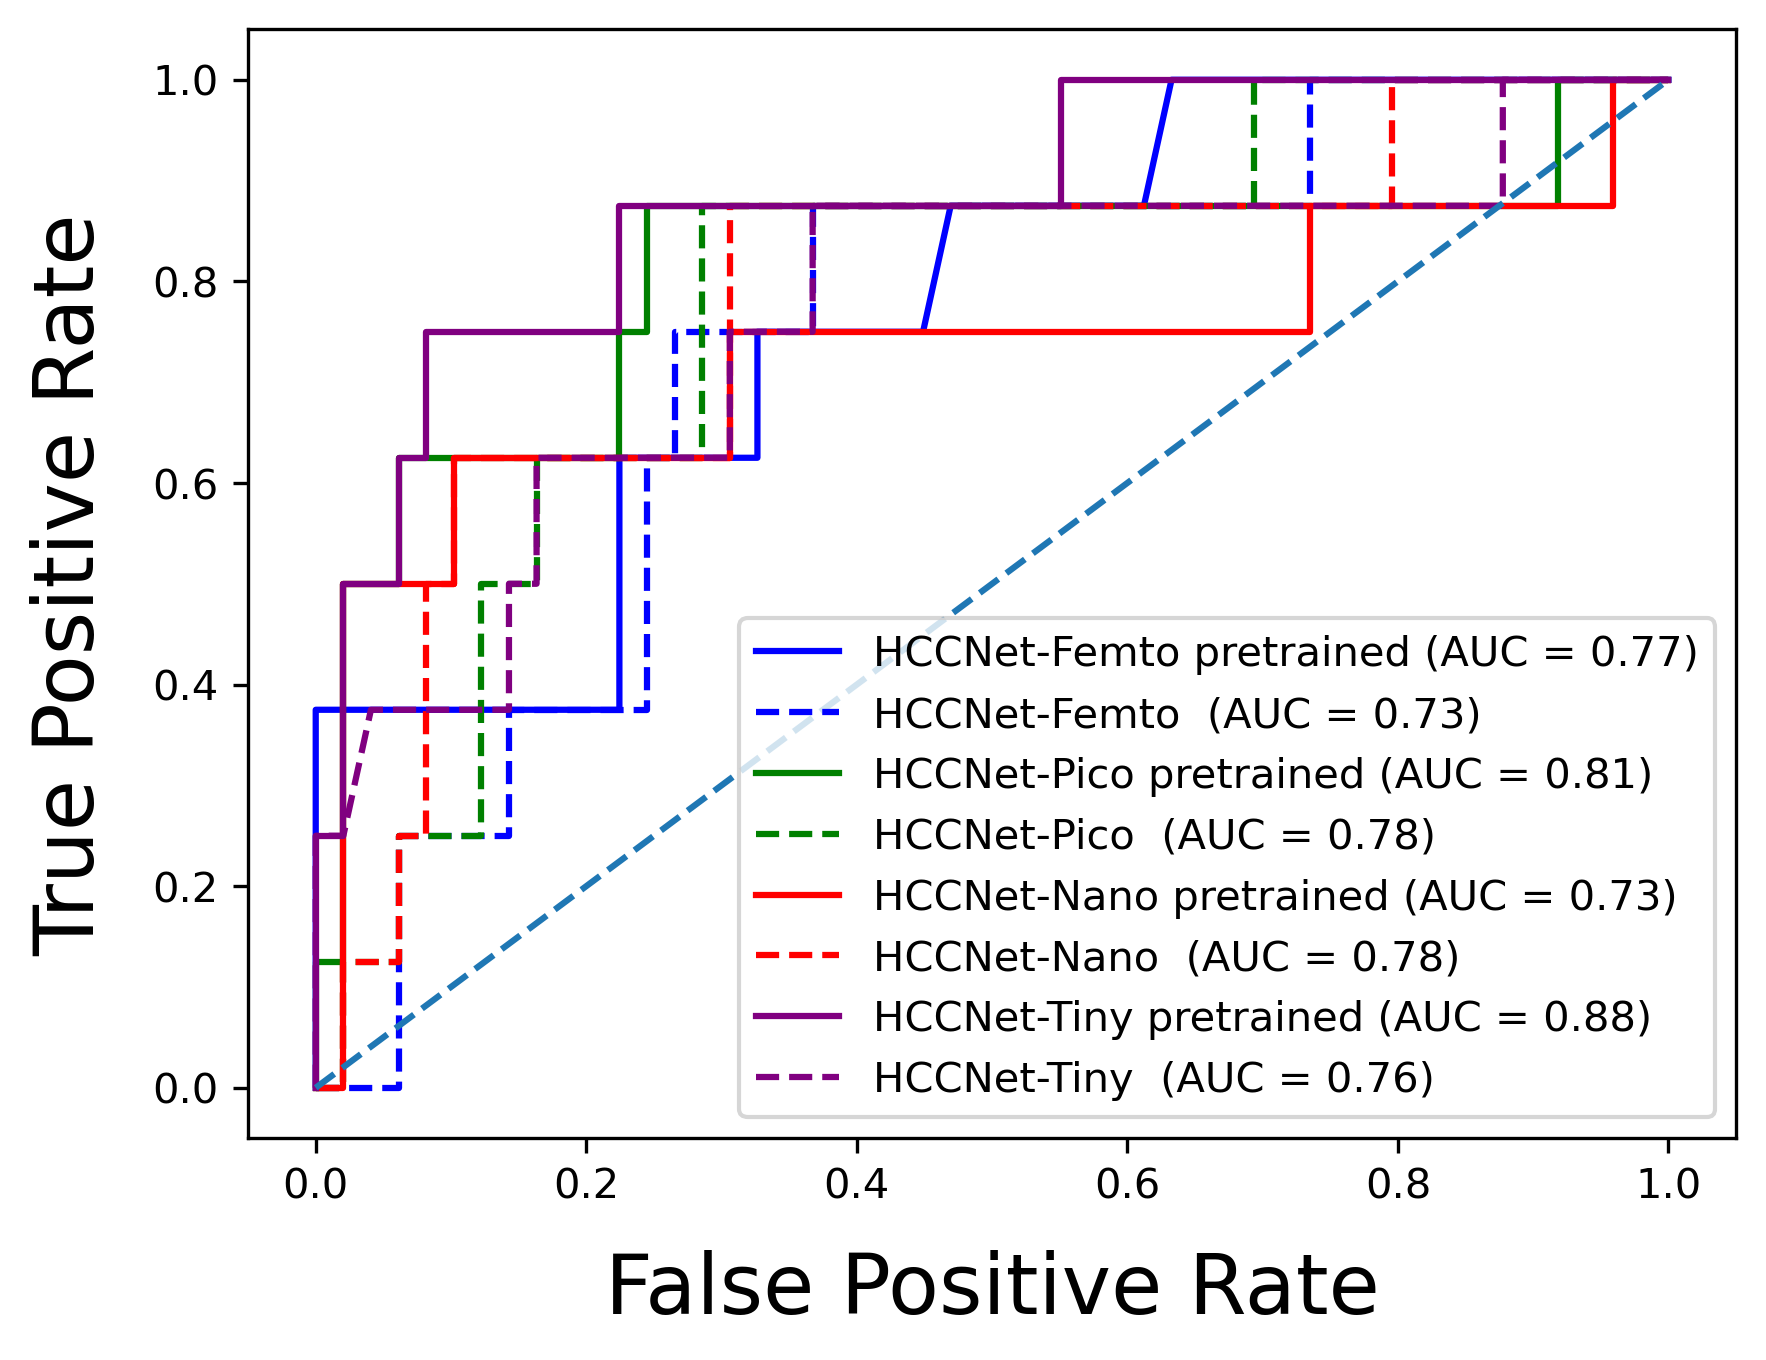 True Positive Rate
1.0
0.8
0.6
0.4
0.2
0.0
HCCNet-Femto pretrained (AUC = 0.77)
HCCNet-Femto  (AUC = 0.73)
HCCNet-Pico pretrained (AUC = 0.81)
HCCNet-Pico  (AUC = 0.78)
HCCNet-Nano pretrained (AUC = 0.73)
HCCNet-Nano  (AUC = 0.78)
HCCNet-Tiny pretrained (AUC = 0.88)
HCCNet-Tiny  (AUC = 0.76)
0.0 0.2 0.4 0.6 0.8 1.0
False Positive Rate